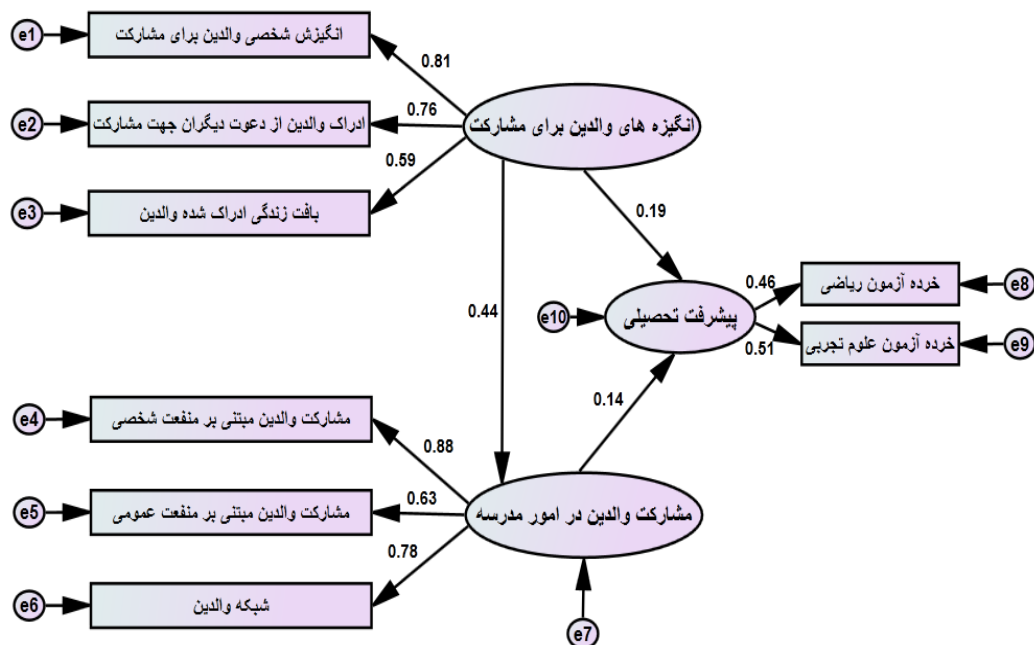 e1
انگیزش شخصی والدین برای مشارکت
0.81
e2
ادراک والدین از دعوت دیگران جهت مشارکت
0.76
انگیزه های والدین برای مشارکت
0.59
e3
بافت زندگی ادراک شده والدین
0.19
0.44
e10
پیشرفت تحصیلی
0.46
خرده آزمون ریاضی
e8
0.51
خرده آزمون علوم تجربی
e9
0.14
e4
مشارکت والدین مبتنی بر منفعت شخصی
0.88
e5
مشارکت والدین مبتنی بر منفعت عمومی
0.63
مشارکت والدین در امور مدرسه
0.78
e6
شبکه والدین
e7